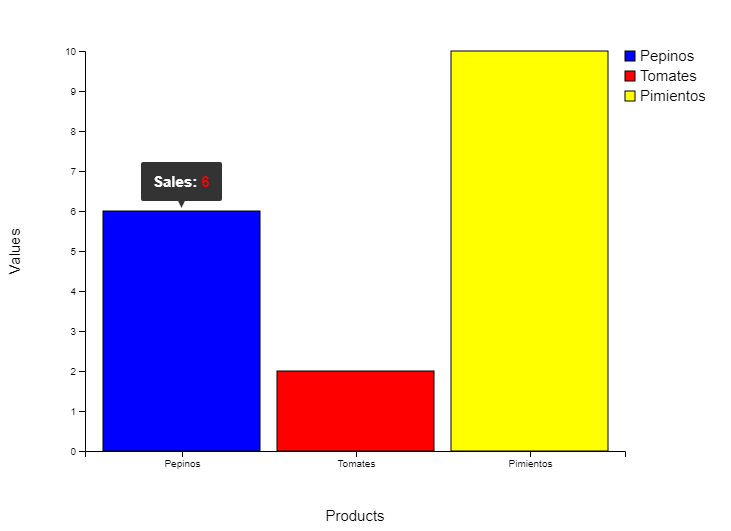 10
9
8
7
6
5
4
3
2
1
0
Values
Sales: 6
Pepinos
Tomates
Pimientos
Pepinos
Tomates
Pimientos
Products